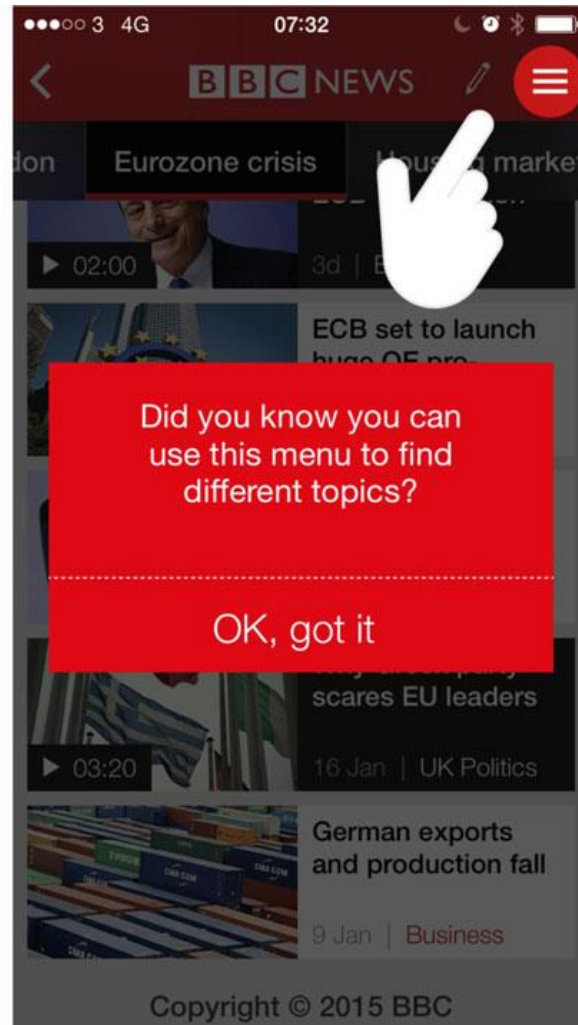 3 4G 07:32
BBC NEWS
don Eurozone crisis Housing marke
02:00 3d
ECB set to launch
huge QE pro-
Did you know you can
use this menu to find
different topics?
OK, got it
scares EU leaders
03:20 16 Jan | UK Politics
German exports
and production fall
9 Jan | Business
Copyright © 2015 BBC